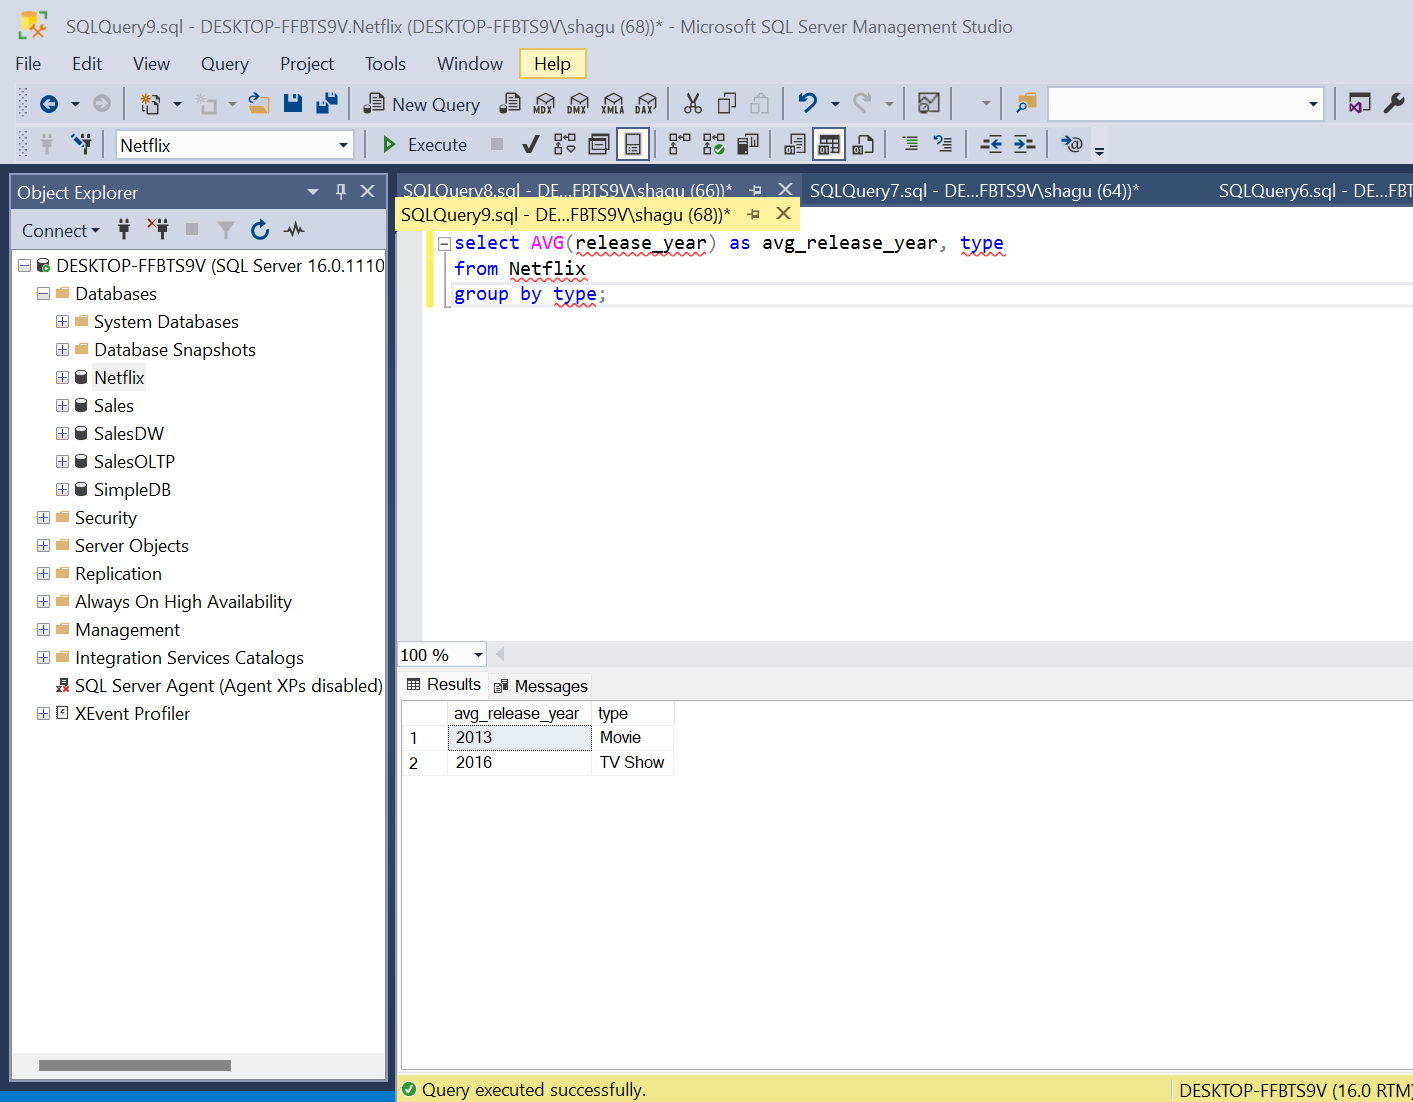 SQLQuery9.sql - DESKTOP-FFBTS9V.Netflix (DESKTOP-FFBTS9V\shagu (68))* - Microsoft SQL Server Management Studio
File Edit View Query Project Tools Window Help
New Query MDX DMX XMLA DAX
Netflix Execute
Object Explorer
Connect
DESKTOP-FFBTS9V (SQL Server 16.0.1110
Databases
System Databases
Database Snapshots
Netflix
Sales
SalesDW
SalesOLTP
SimpleDB
Security
Server Objects
Replication
Always On High Availability
Management
Integration Services Catalogs
SQL Server Agent (Agent XPs disabled)
XEvent Profiler
SQLQuery8.sql - DE...FBTS9V\shagu (66))* SQLQuery7.sql - DE...FBTS9V\shagu (64))* SQLQuery6.sql - DE...FBT
SQLQuery9.sql - DE...FBTS9V\shagu (68))*
select AVG(release_year) as avg_release_year, type
from Netflix
group by type;
100 %
Results Messages
avg_release_year type
1 2013 Movie
2 2016 TV Show
Query executed successfully. DESKTOP-FFBTS9V (16.0 RTM)